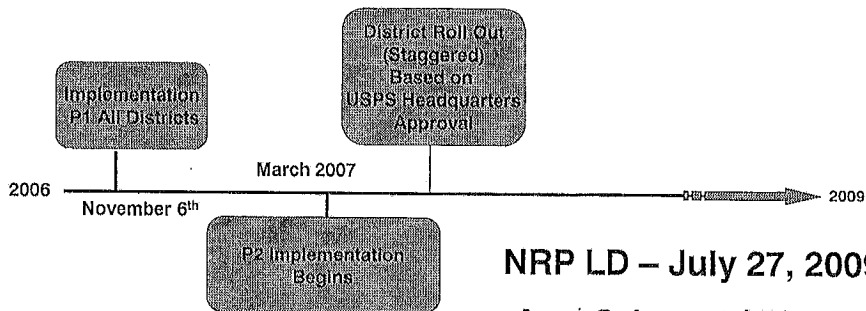 District Roll Out
(Staggered)
Based on
USPS Headquarters
Approval
Implementation
P1 All Districts
March 2007
2006
2009
November 6th
P2 Implementation
Begins
NRP LD – July 27, 2009